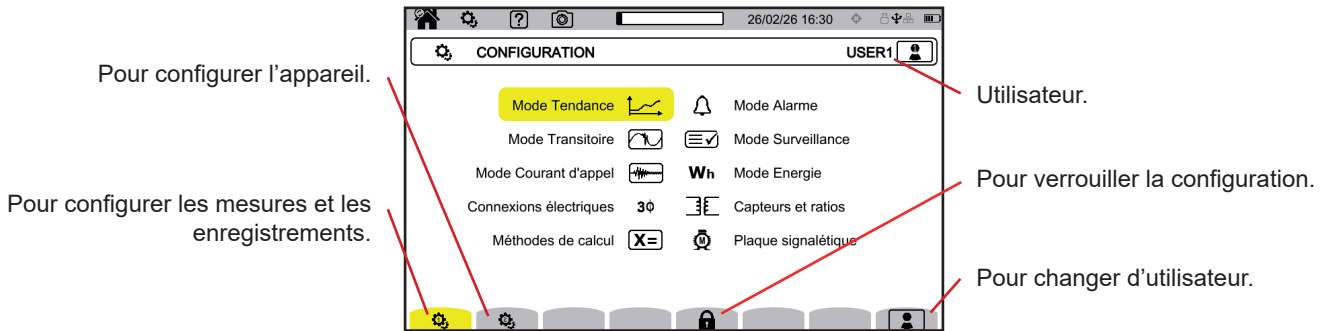 26/02/26 16:30
CONFIGURATION USER1
Pour configurer l’appareil.
Utilisateur.
Mode Tendance Mode Alarme
Mode Transitoire Mode Surveillance
Mode Courant d'appel Wh Mode Energie
Pour verrouiller la configuration.
Pour configurer les mesures et les
enregistrements.
Connexions électriques 3ϕ Capteurs et ratios
Méthodes de calcul X= M Plaque signalétique
Pour changer d’utilisateur.